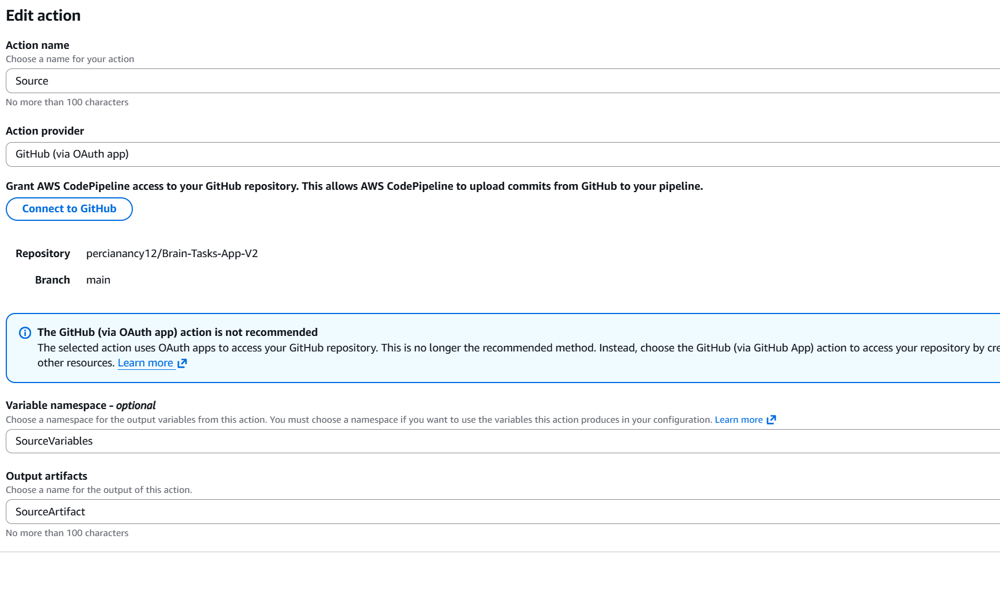 Edit action
Action name
Choose a name for your action
Source
No more than 100 characters
Action provider
GitHub (via OAuth app)
Grant AWS CodePipeline access to your GitHub repository. This allows AWS CodePipeline to upload commits from GitHub to your pipeline.
Connect to GitHub
Repository percianancy12/Brain-Tasks-App-V2
Branch main
The GitHub (via OAuth app) action is not recommended
The selected action uses OAuth apps to access your GitHub repository. This is no longer the recommended method. Instead, choose the GitHub (via GitHub App) action to access your repository by cre
other resources. Learn more
Variable namespace - optional
Choose a namespace for the output variables from this action. You must choose a namespace if you want to use the variables this action produces in your configuration. Learn more
SourceVariables
Output artifacts
Choose a name for the output of this action.
SourceArtifact
No more than 100 characters